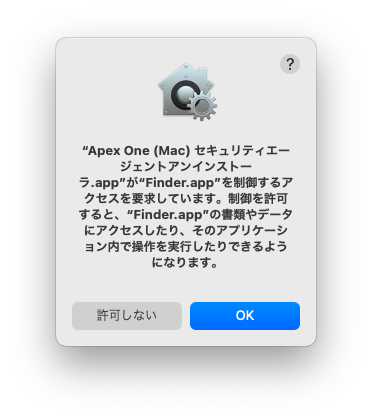 ?
“Apex One (Mac) セキュリティエー
ジェントアンインストー
ラ.app”が“Finder.app”を制御するア
クセスを要求しています。制御を許可
すると、“Finder.app”の書類やデータ
にアクセスしたり、そのアプリケーシ
ョン内で操作を実行したりできるよう
になります。
許可しない
OK